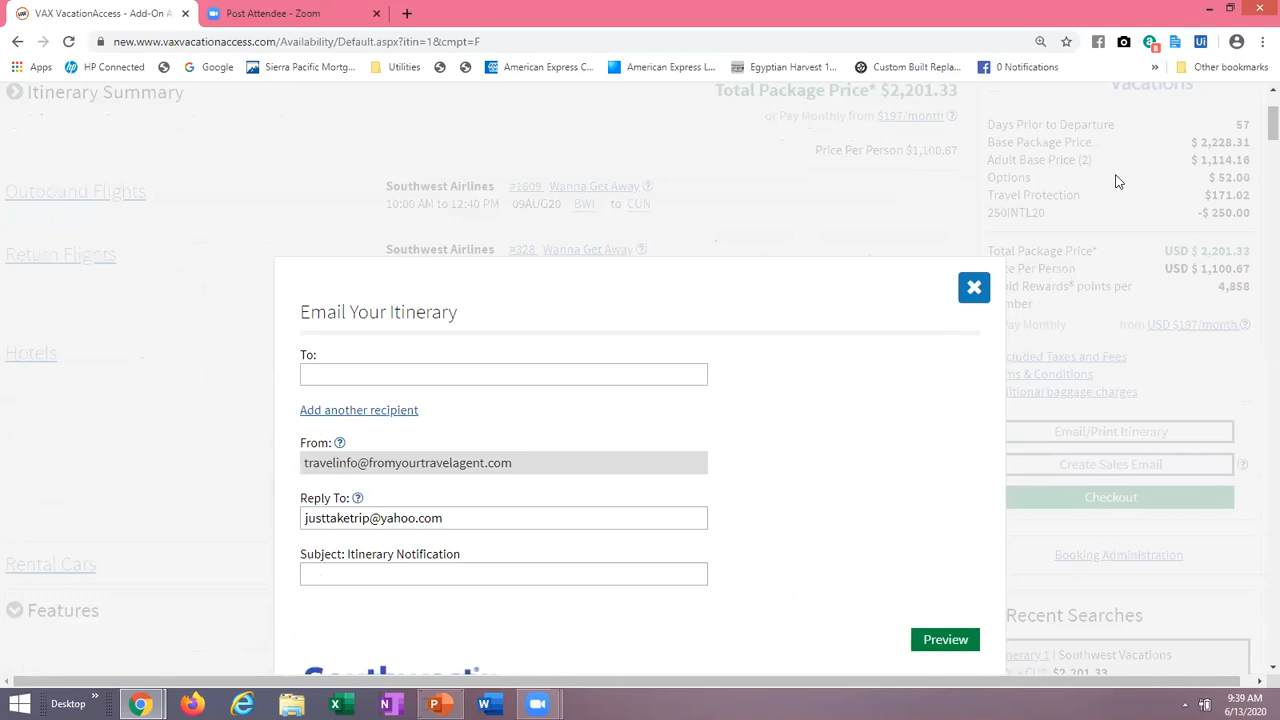 VAX VacationAccess - Add-On A
Post Attendee - Zoom
new.vaxvacationaccess.com/Availability/Default.aspx?itin=1&cmpt=F
Apps
HP Connected
Google
Sierra Pacific Mortg...
Utilities
American Express C...
American Express L...
Egyptian Harvest 1...
Custom Built Repla...
0 Notifications
»
Other bookmarks
Itinerary Summary
Total Package Price* $2,201.33
or Pay Monthly from $197/month
Price Per Person $1,100.67
Outbound Flights
Southwest Airlines #1609 Wanna Get Away
10:00 AM to 12:40 PM 09AUG20 BWI to CUN
Return Flights
Southwest Airlines #328 Wanna Get Away
Hotels
Rental Cars
Features
Email Your Itinerary
To:
Add another recipient
From:
travelinfo@fromyourtravelagent.com
Reply To:
justtaketrip@yahoo.com
Subject: Itinerary Notification
Preview
Southwest
vacations
Days Prior to Departure 57
Base Package Price... $ 2,228.31
Adult Base Price (2) $ 1,114.16
Options $ 52.00
Travel Protection $171.02
250INTL20 -$ 250.00
Total Package Price* USD $ 2,201.33
ce Per Person USD $ 1,100.67
pid Rewards® points per 4,858
mber
Pay Monthly from USD $197/month
cluded Taxes and Fees
ms & Conditions
ditional baggage charges
Email/Print Itinerary
Create Sales Email
Checkout
Booking Administration
Recent Searches
nerary 1 | Southwest Vacations
$2,201.33
Desktop
»
9:39 AM
6/13/2020